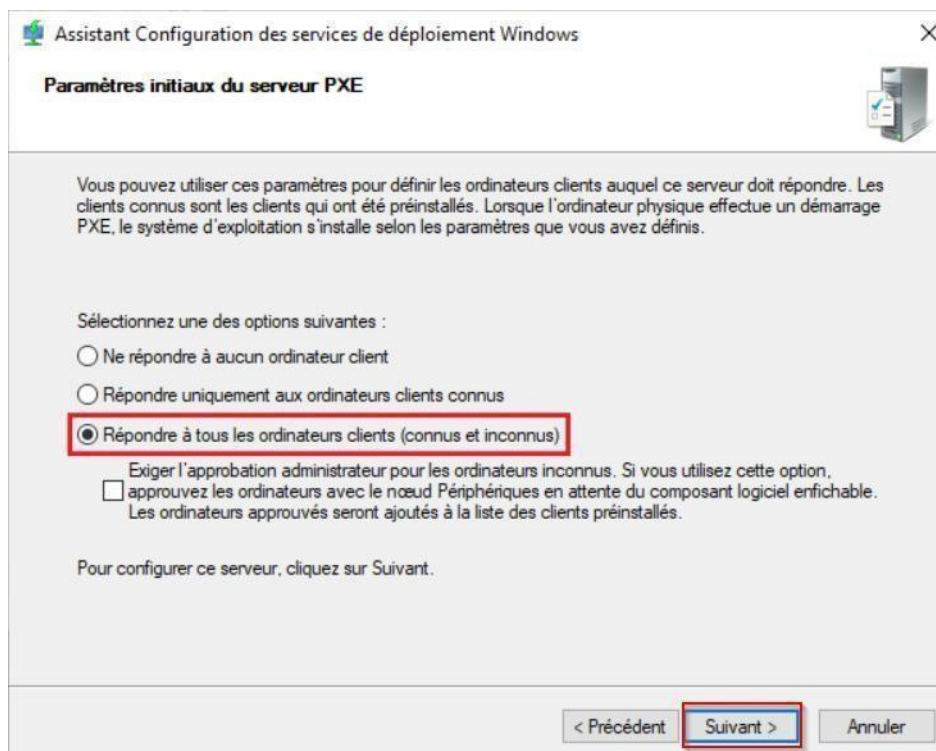 Assistant Configuration des services de déploiement Windows
Paramètres initiaux du serveur PXE
Vous pouvez utiliser ces paramètres pour définir les ordinateurs clients auquel ce serveur doit répondre. Les
clients connus sont les clients qui ont été préinstallés. Lorsque l'ordinateur physique effectue un démarrage
PXE, le système d'exploitation s'installe selon les paramètres que vous avez définis.
Sélectionnez une des options suivantes :
Ne répondre à aucun ordinateur client
Répondre uniquement aux ordinateurs clients connus
Répondre à tous les ordinateurs clients (connus et inconnus)
Exiger l'approbation administrateur pour les ordinateurs inconnus. Si vous utilisez cette option,
approuvez les ordinateurs avec le nœud Périphériques en attente du composant logiciel enfichable.
Les ordinateurs approuvés seront ajoutés à la liste des clients préinstallés.
Pour configurer ce serveur, cliquez sur Suivant.
< Précédent
Suivant >
Annuler